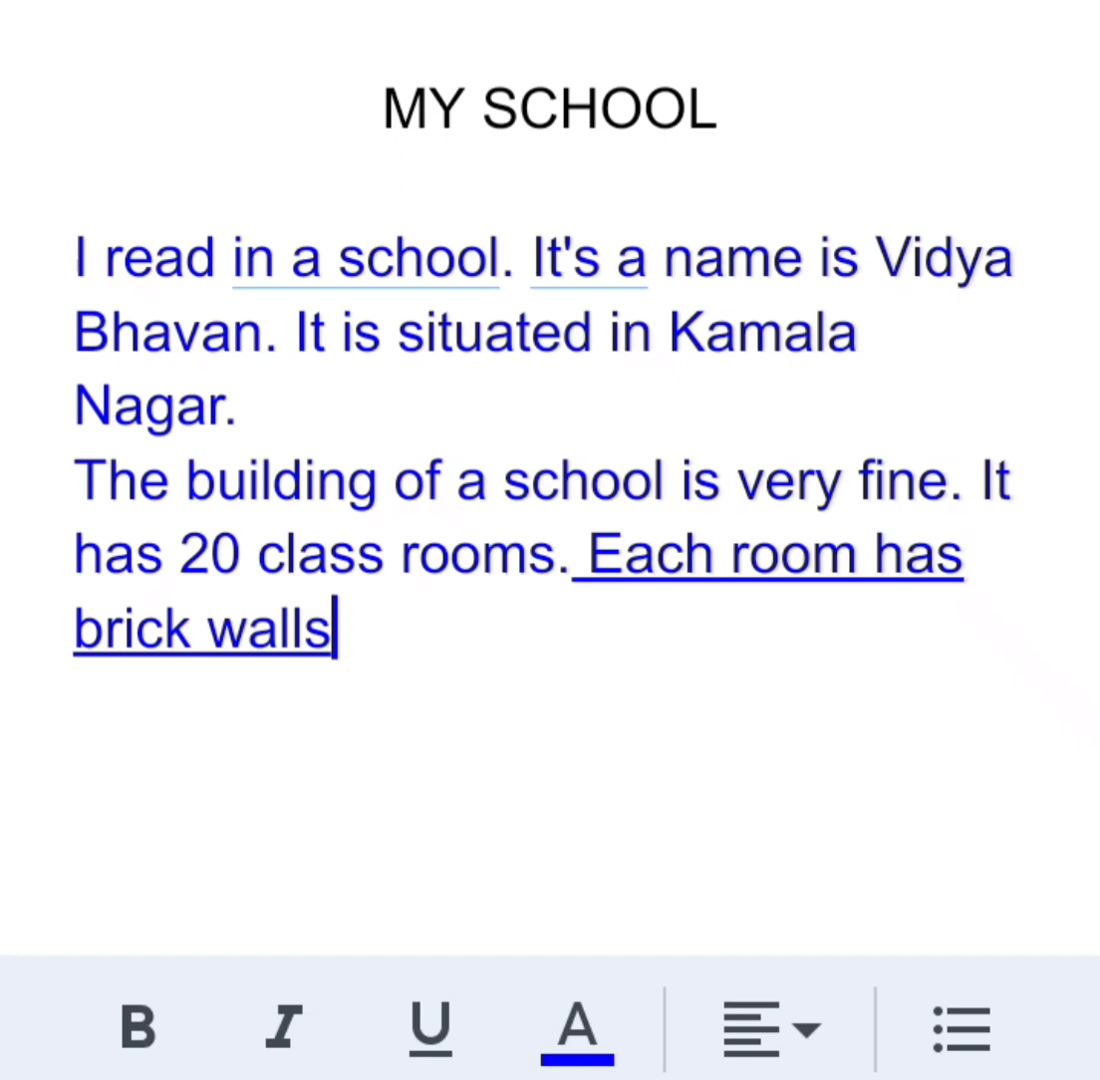 MY SCHOOL
I read in a school. It's a name is Vidya
Bhavan. It is situated in Kamala
Nagar.
The building of a school is very fine. It
has 20 class rooms. Each room has
brick walls
B I U A